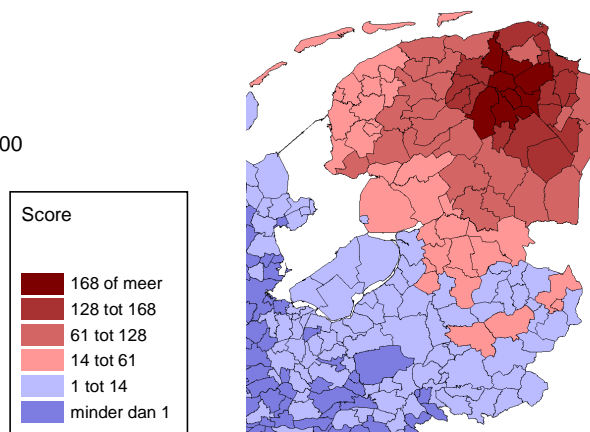 00
Score
168 of meer
128 tot 168
61 tot 128
14 tot 61
1 tot 14
minder dan 1